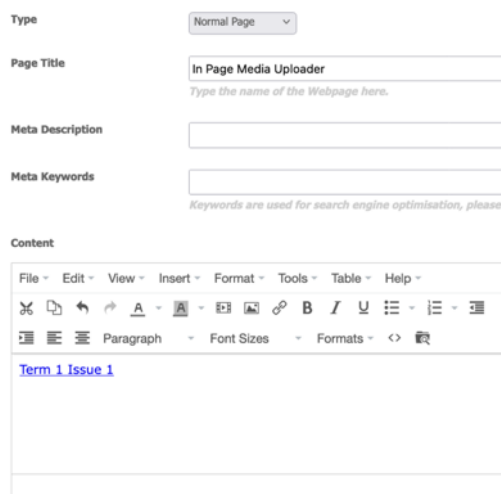 Type
Normal Page
Page Title
In Page Media Uploader
Type the name of the Webpage here.
Meta Description
Meta Keywords
Keywords are used for search engine optimisation, please
Content
File Edit View Insert Format Tools Table Help
A A B I U
Paragraph Font Sizes Formats
Term 1 Issue 1